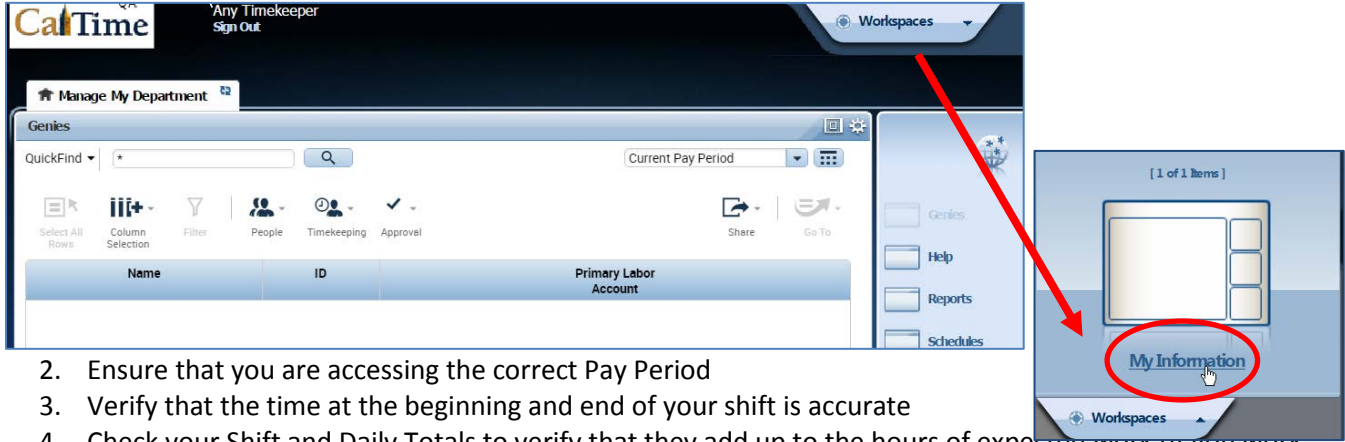 QA
CalTime
'Any Timekeeper
Sign Out
Workspaces
Manage My Department
Genies
QuickFind
*
Current Pay Period
Select All
Rows
Column
Selection
Filter
People
Timekeeping
Approval
Share
Go To
Name
ID
Primary Labor
Account
Genies
Help
Reports
Schedules
[ 1 of 1 Items ]
My Information
Workspaces
2. Ensure that you are accessing the correct Pay Period
3. Verify that the time at the beginning and end of your shift is accurate
4. Check your Shift and Daily Totals to verify that they add up to the hours of